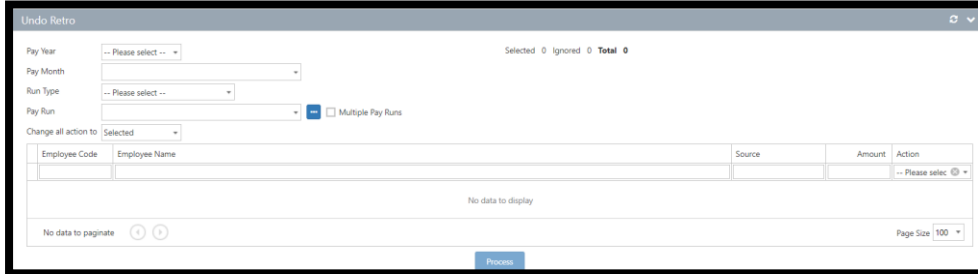 Undo Retro
Pay Year -- Please select -- Selected 0 Ignored 0 Total 0
Pay Month
Run Type -- Please select --
Pay Run Multiple Pay Runs
Change all action to Selected
Employee Code Employee Name Source Amount Action
-- Please selec
No data to display
No data to paginate Page Size 100
Process